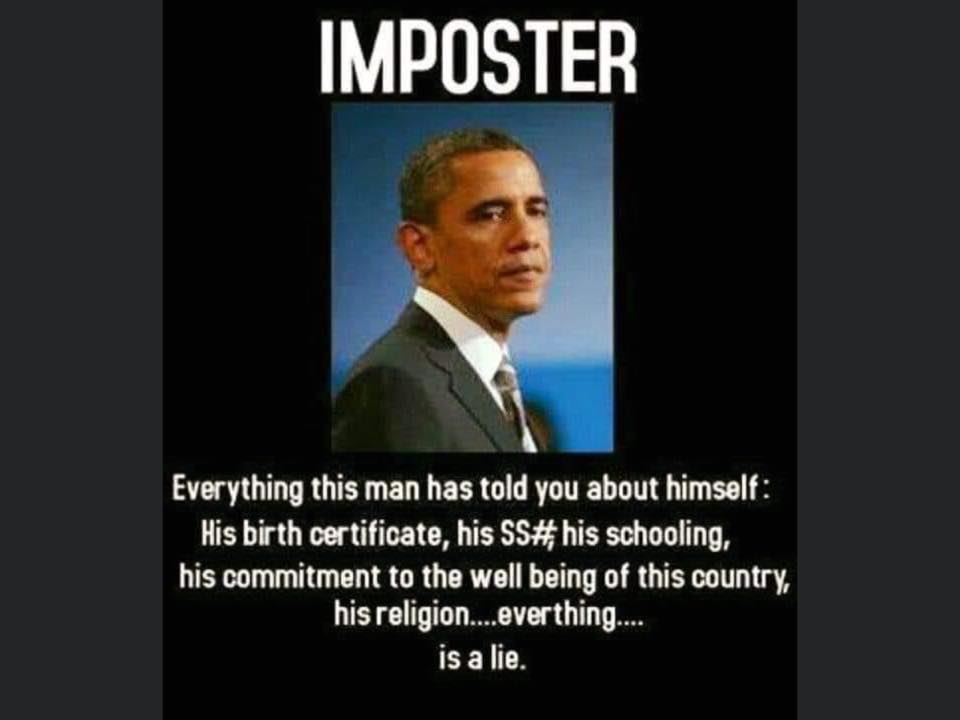 IMPOSTER
Everything this man has told you about himself:
His birth certificate, his SS#, his schooling,
his commitment to the well being of this country,
his religion....everthing....
is a lie.